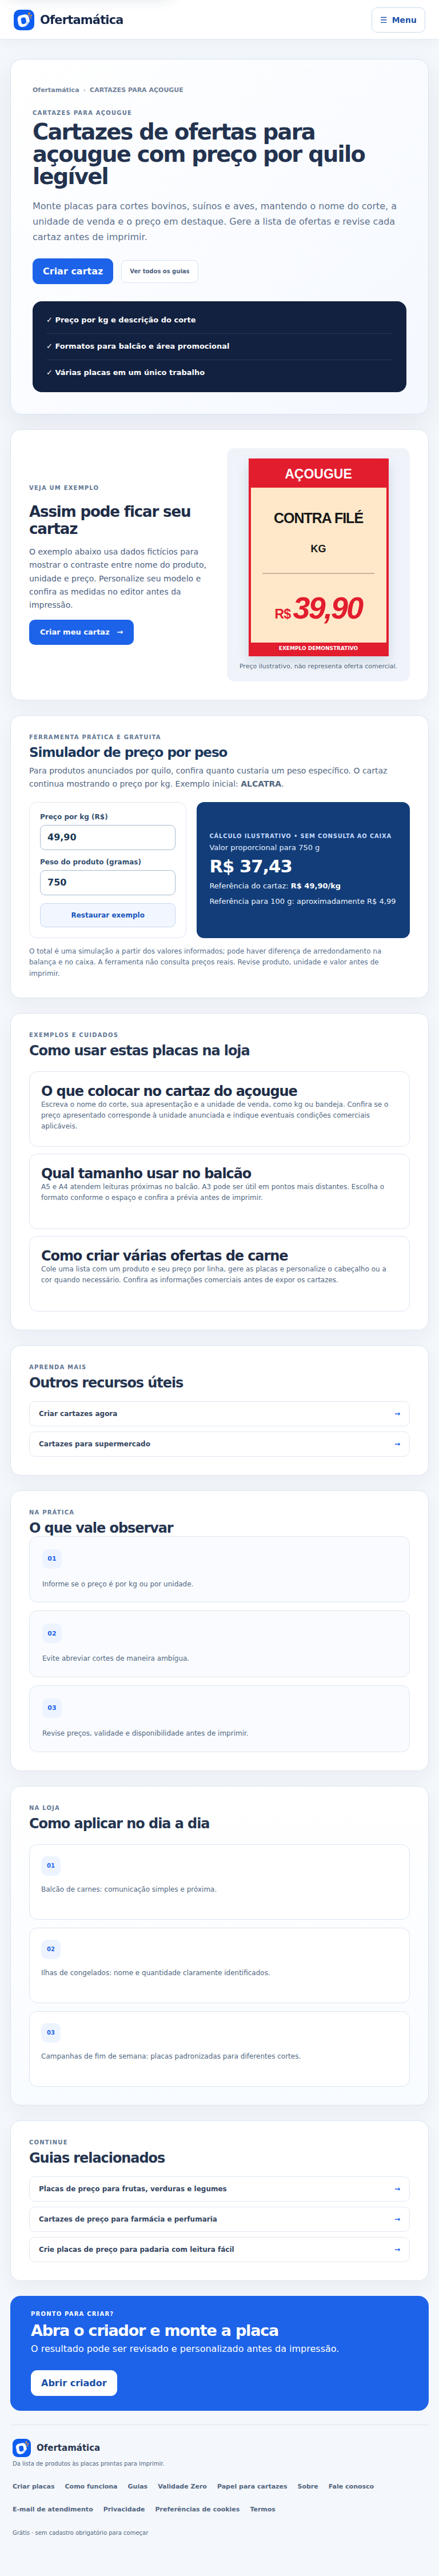 Ofertamática
☰ Menu
Ofertamática › CARTAZES PARA AÇOUGUE
CARTAZES PARA AÇOUGUE
Cartazes de ofertas para
açougue com preço por quilo
legível
Monte placas para cortes bovinos, suínos e aves, mantendo o nome do corte, a
unidade de venda e o preço em destaque. Gere a lista de ofertas e revise cada
cartaz antes de imprimir.
Criar cartaz
Ver todos os guias
✓ Preço por kg e descrição do corte
✓ Formatos para balcão e área promocional
✓ Várias placas em um único trabalho
VEJA UM EXEMPLO
Assim pode ficar seu
cartaz
O exemplo abaixo usa dados fictícios para
mostrar o contraste entre nome do produto,
unidade e preço. Personalize seu modelo e
confira as medidas no editor antes da
impressão.
Criar meu cartaz →
AÇOUGUE
CONTRA FILÉ
KG
R$ 39,90
EXEMPLO DEMONSTRATIVO
Preço ilustrativo, não representa oferta comercial.
FERRAMENTA PRÁTICA E GRATUITA
Simulador de preço por peso
Para produtos anunciados por quilo, confira quanto custaria um peso específico. O cartaz
continua mostrando o preço por kg. Exemplo inicial: ALCATRA.
Preço por kg (R$)
49,90
Peso do produto (gramas)
750
Restaurar exemplo
CÁLCULO ILUSTRATIVO • SEM CONSULTA AO CAIXA
Valor proporcional para 750 g
R$ 37,43
Referência do cartaz: R$ 49,90/kg
Referência para 100 g: aproximadamente R$ 4,99
O total é uma simulação a partir dos valores informados; pode haver diferença de arredondamento na
balança e no caixa. A ferramenta não consulta preços reais. Revise produto, unidade e valor antes de
imprimir.
EXEMPLOS E CUIDADOS
Como usar estas placas na loja
O que colocar no cartaz do açougue
Escreva o nome do corte, sua apresentação e a unidade de venda, como kg ou bandeja. Confira se o
preço apresentado corresponde à unidade anunciada e indique eventuais condições comerciais
aplicáveis.
Qual tamanho usar no balcão
A5 e A4 atendem leituras próximas no balcão. A3 pode ser útil em pontos mais distantes. Escolha o
formato conforme o espaço e confira a prévia antes de imprimir.
Como criar várias ofertas de carne
Cole uma lista com um produto e seu preço por linha, gere as placas e personalize o cabeçalho ou a
cor quando necessário. Confira as informações comerciais antes de expor os cartazes.
APRENDA MAIS
Outros recursos úteis
Criar cartazes agora →
Cartazes para supermercado →
NA PRÁTICA
O que vale observar
01
Informe se o preço é por kg ou por unidade.
02
Evite abreviar cortes de maneira ambígua.
03
Revise preços, validade e disponibilidade antes de imprimir.
NA LOJA
Como aplicar no dia a dia
01
Balcão de carnes: comunicação simples e próxima.
02
Ilhas de congelados: nome e quantidade claramente identificados.
03
Campanhas de fim de semana: placas padronizadas para diferentes cortes.
CONTINUE
Guias relacionados
Placas de preço para frutas, verduras e legumes →
Cartazes de preço para farmácia e perfumaria →
Crie placas de preço para padaria com leitura fácil →
PRONTO PARA CRIAR?
Abra o criador e monte a placa
O resultado pode ser revisado e personalizado antes da impressão.
Abrir criador
Ofertamática
Da lista de produtos às placas prontas para imprimir.
Criar placas Como funciona Guias Validade Zero Papel para cartazes Sobre Fale conosco
E-mail de atendimento Privacidade Preferências de cookies Termos
Grátis · sem cadastro obrigatório para começar